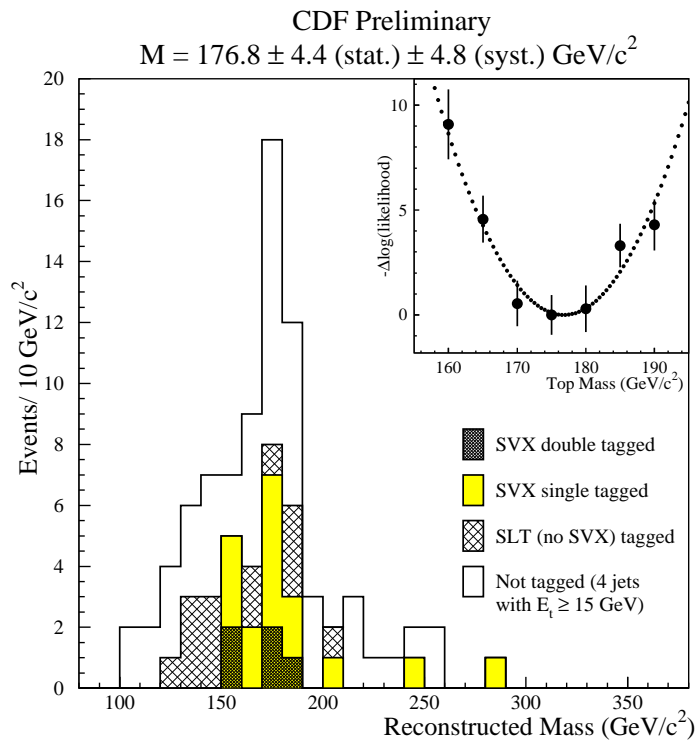 CDF Preliminary
M = 176.8 ± 4.4 (stat.) ± 4.8 (syst.) GeV/c²
Events/ 10 GeV/c²
20
18
16
14
12
10
8
6
4
2
0
100 150 200 250 300 350
Reconstructed Mass (GeV/c²)
-Δlog(likelihood)
10
5
0
160 170 180 190
Top Mass (GeV/c²)
SVX double tagged
SVX single tagged
SLT (no SVX) tagged
Not tagged (4 jets
with Eₜ ≥ 15 GeV)